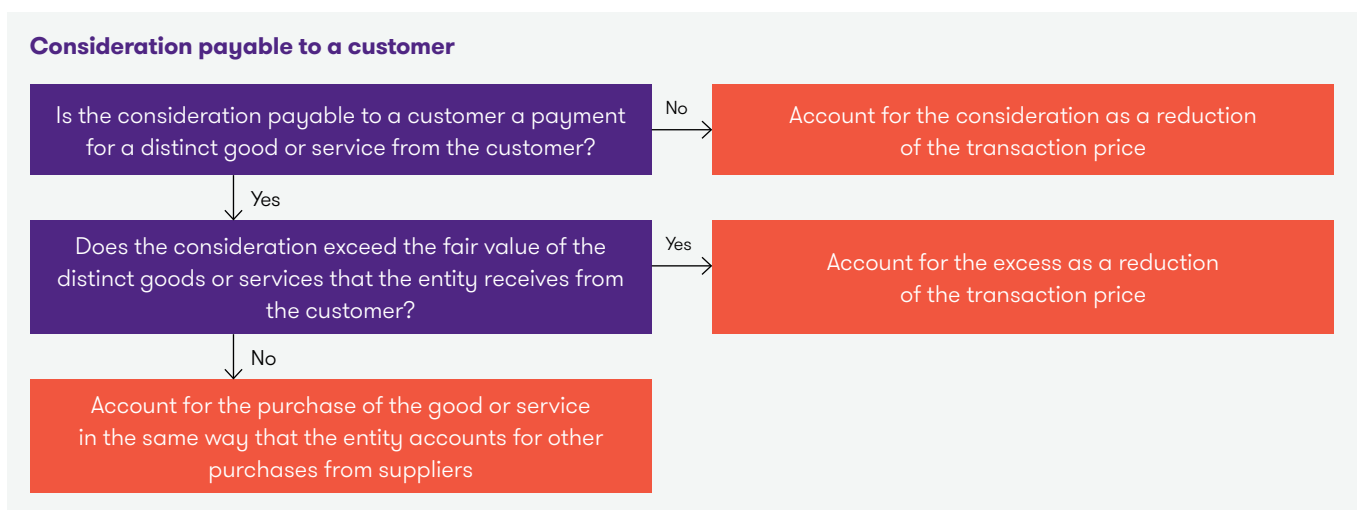 Consideration payable to a customer
Is the consideration payable to a customer a payment
for a distinct good or service from the customer?
No
Account for the consideration as a reduction
of the transaction price
Yes
Does the consideration exceed the fair value of the
distinct goods or services that the entity receives from
the customer?
Yes
Account for the excess as a reduction
of the transaction price
No
Account for the purchase of the good or service
in the same way that the entity accounts for other
purchases from suppliers